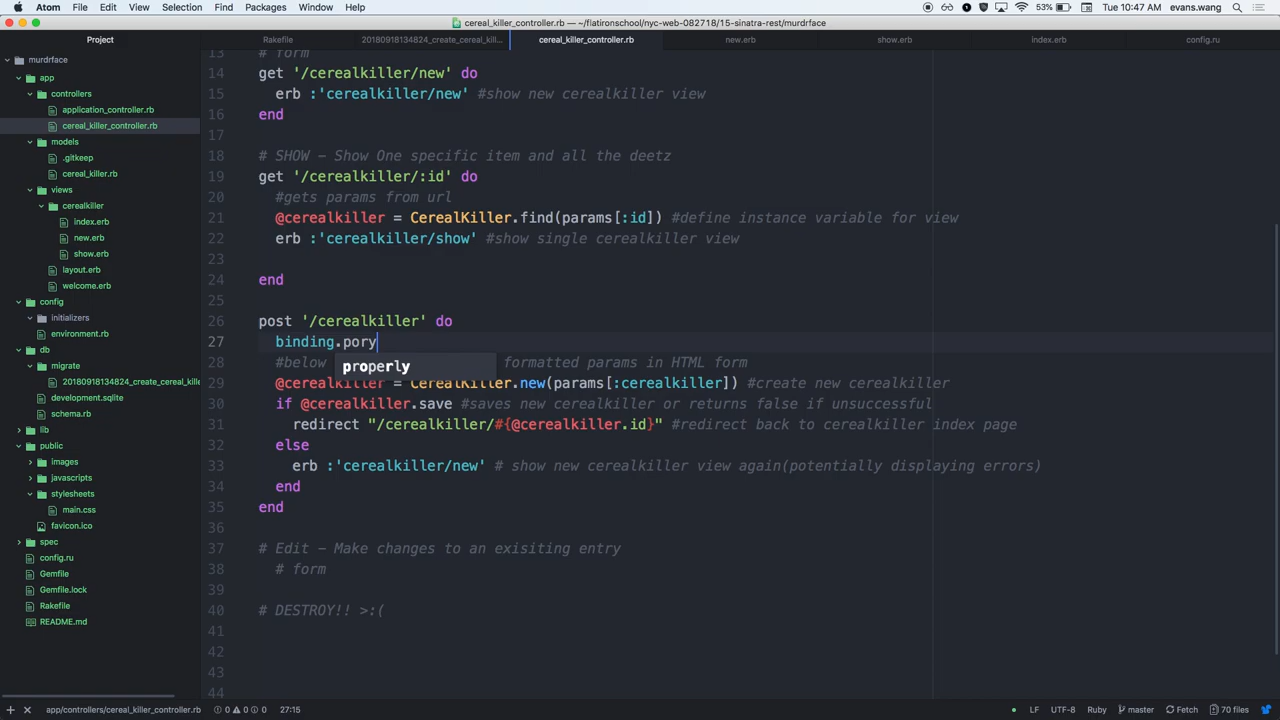 Atom File Edit View Selection Find Packages Window Help
53% Tue 10:47 AM evans.wang
cereal_killer_controller.rb — ~/flatironschool/nyc-web-082718/15-sinatra-rest/murdrface
Project
Rakefile
20180918134824_create_cereal_kill...
cereal_killer_controller.rb
new.erb
show.erb
index.erb
config.ru
murdrface
app
controllers
application_controller.rb
cereal_killer_controller.rb
models
.gitkeep
cereal_killer.rb
views
cerealkiller
index.erb
new.erb
show.erb
layout.erb
welcome.erb
config
initializers
environment.rb
db
migrate
20180918134824_create_cereal_kille
development.sqlite
schema.rb
lib
public
images
javascripts
stylesheets
main.css
favicon.ico
spec
config.ru
Gemfile
Gemfile.lock
Rakefile
README.md
13 # form
14 get '/cerealkiller/new' do
15 erb :'cerealkiller/new' #show new cerealkiller view
16 end
17
18 # SHOW - Show One specific item and all the deetz
19 get '/cerealkiller/:id' do
20 #gets params from url
21 @cerealkiller = CerealKiller.find(params[:id]) #define instance variable for view
22 erb :'cerealkiller/show' #show single cerealkiller view
23
24 end
25
26 post '/cerealkiller' do
27 binding.pory
28 #below properly formatted params in HTML form
29 @cerealkiller = CerealKiller.new(params[:cerealkiller]) #create new cerealkiller
30 if @cerealkiller.save #saves new cerealkiller or returns false if unsuccessful
31 redirect "/cerealkiller/#{@cerealkiller.id}" #redirect back to cerealkiller index page
32 else
33 erb :'cerealkiller/new' # show new cerealkiller view again(potentially displaying errors)
34 end
35 end
36
37 # Edit - Make changes to an exisiting entry
38 # form
39
40 # DESTROY!! >:(
41
42
43
44
app/controllers/cereal_killer_controller.rb 0 0 0 27:15
LF UTF-8 Ruby master Fetch 70 files